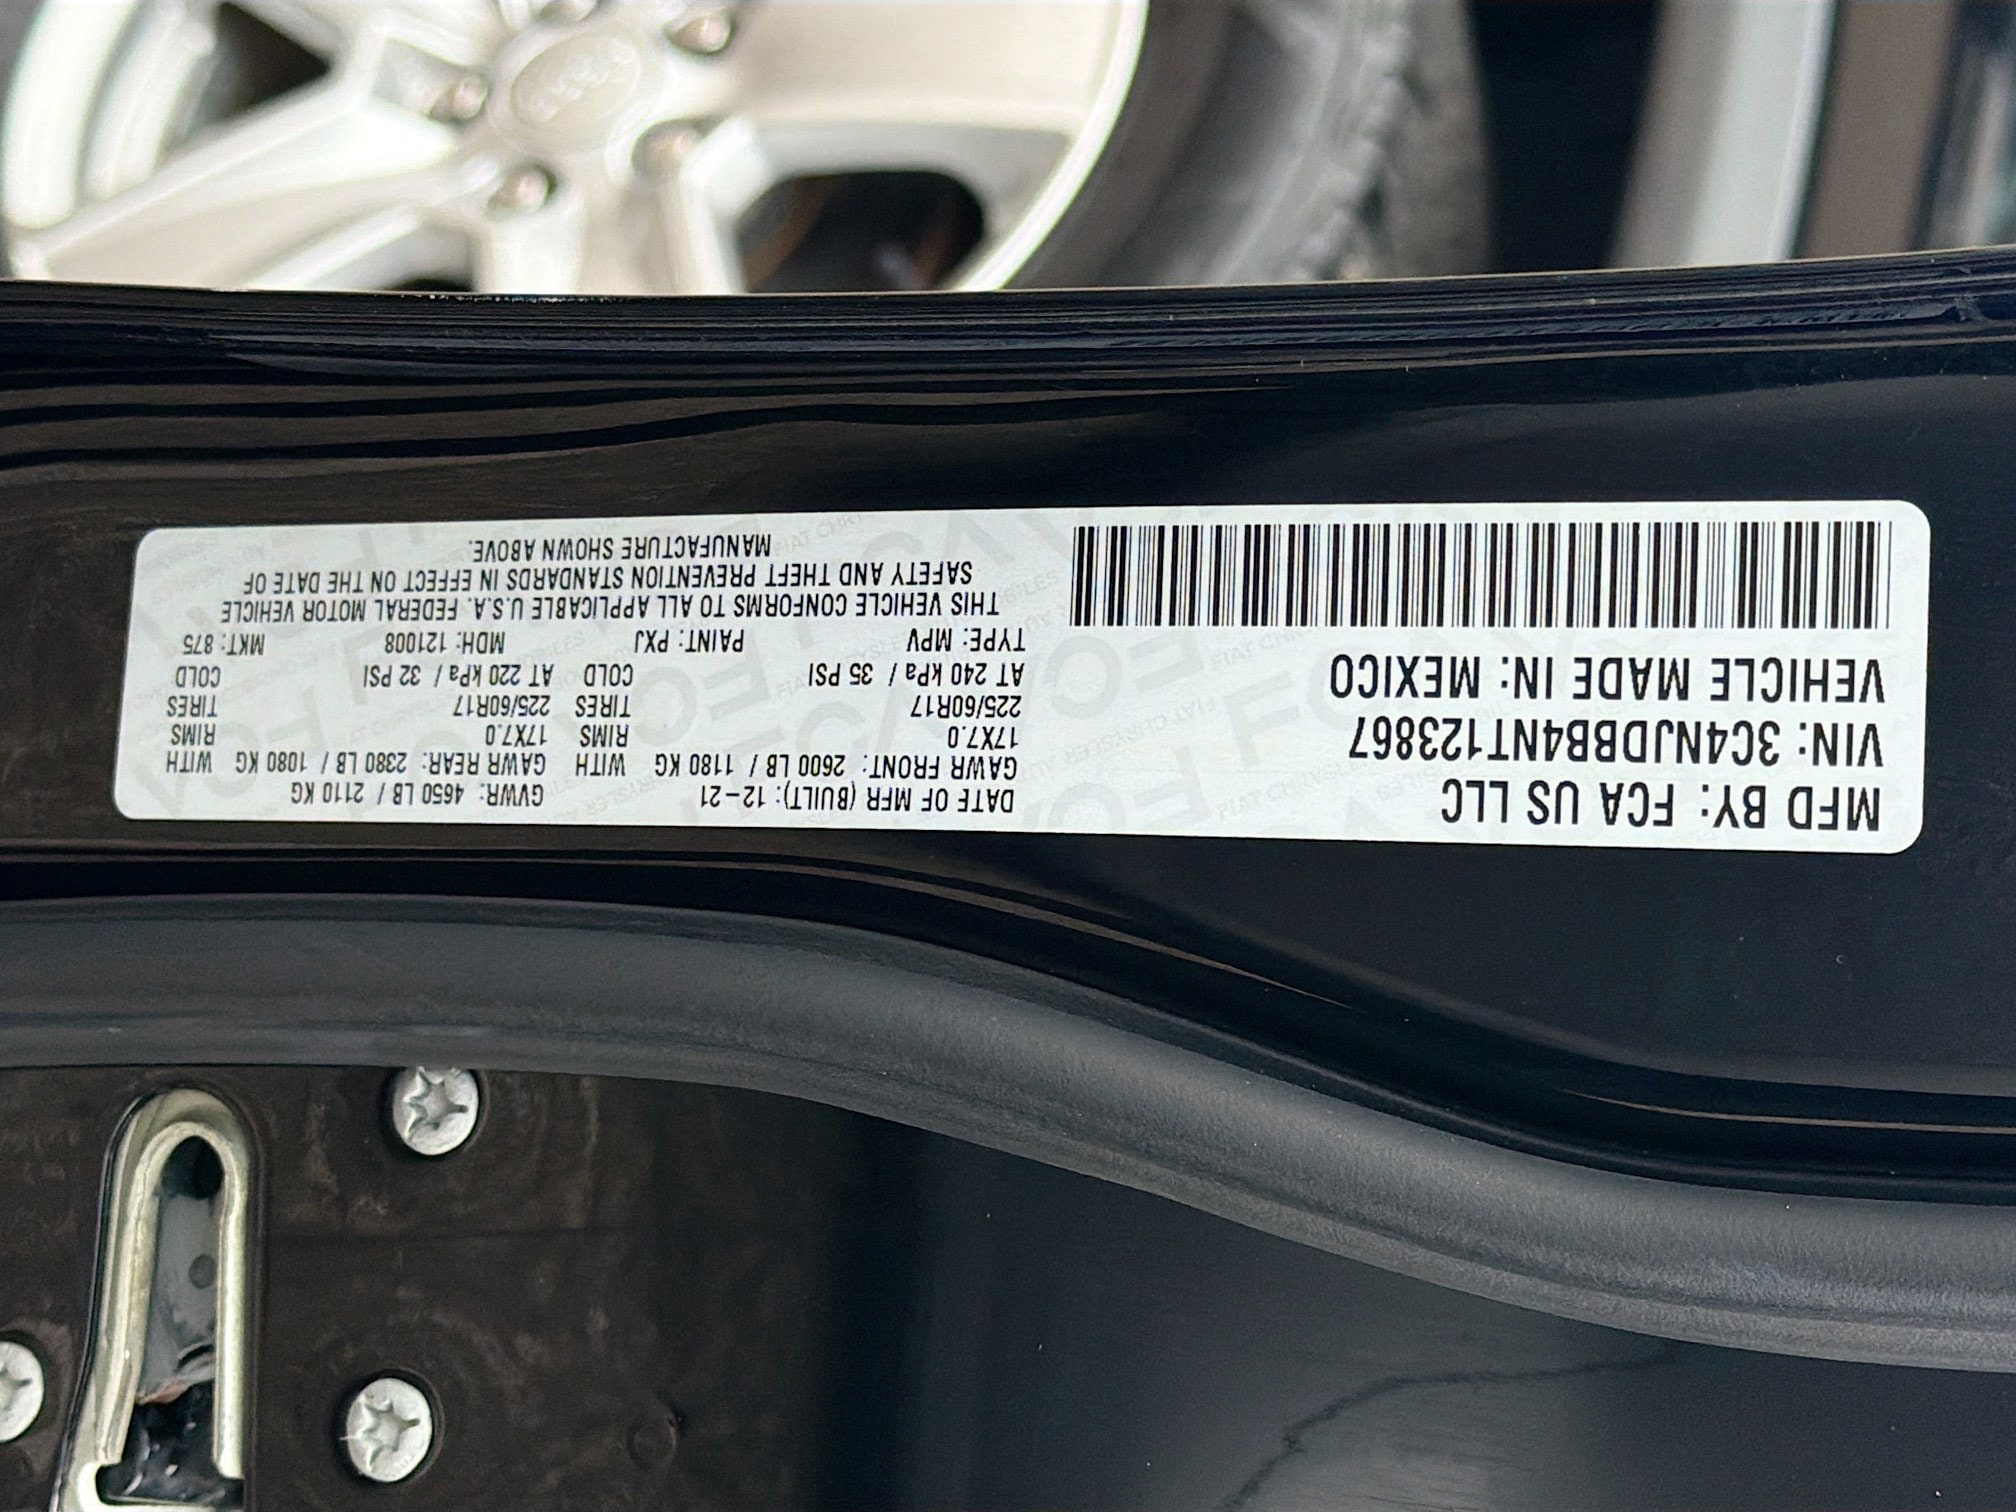 MFD BY: FCA US LLC
VIN: 3C4NJDBB4NT123867
VEHICLE MADE IN: MEXICO
DATE OF MFR (BUILT): 12-21 GVWR: 4650 LB / 2110 KG
GAWR FRONT: 2600 LB / 1180 KG WITH GAWR REAR: 2380 LB / 1080 KG WITH
17X7.0 RIMS 17X7.0 RIMS
225/60R17 TIRES 225/60R17 TIRES
AT 240 kPa / 35 PSI COLD AT 220 kPa / 32 PSI COLD
TYPE: MPV PAINT: PXJ MDH: 121008 MKT: 875
THIS VEHICLE CONFORMS TO ALL APPLICABLE U.S.A. FEDERAL MOTOR VEHICLE
SAFETY AND THEFT PREVENTION STANDARDS IN EFFECT ON THE DATE OF
MANUFACTURE SHOWN ABOVE.